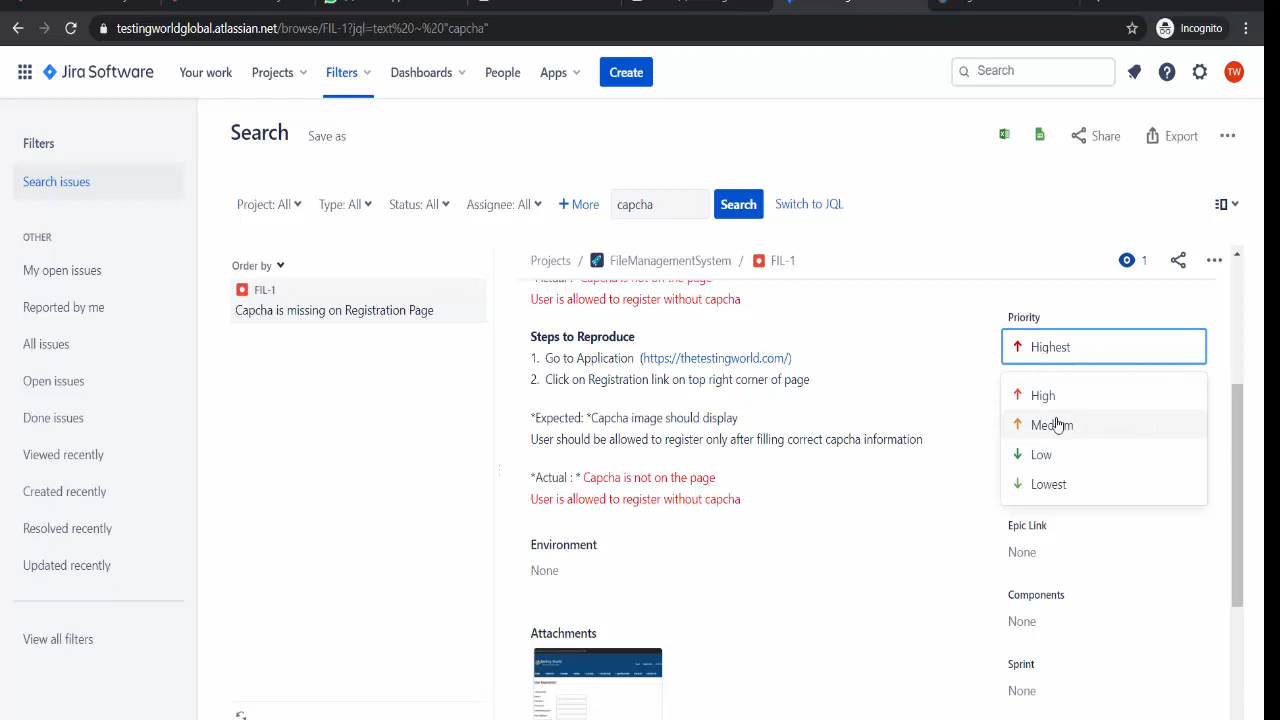 testingworldglobal.atlassian.net/browse/FIL-1?jql=text%20~%20"capcha"
Incognito
Jira Software
Your work
Projects
Filters
Dashboards
People
Apps
Create
Search
TW
Filters
Search issues
OTHER
My open issues
Reported by me
All issues
Open issues
Done issues
Viewed recently
Created recently
Resolved recently
Updated recently
View all filters
Search
Save as
Share
Export
Project: All
Type: All
Status: All
Assignee: All
+ More
capcha
Search
Switch to JQL
Order by
FIL-1
Capcha is missing on Registration Page
Projects / FileManagementSystem / FIL-1
1
*Actual : * Capcha is not on the page
User is allowed to register without capcha
Steps to Reproduce
1. Go to Application (https://thetestingworld.com/)
2. Click on Registration link on top right corner of page
*Expected: *Capcha image should display
User should be allowed to register only after filling correct capcha information
*Actual : * Capcha is not on the page
User is allowed to register without capcha
Environment
None
Attachments
Priority
Highest
High
Medium
Low
Lowest
Epic Link
None
Components
None
Sprint
None